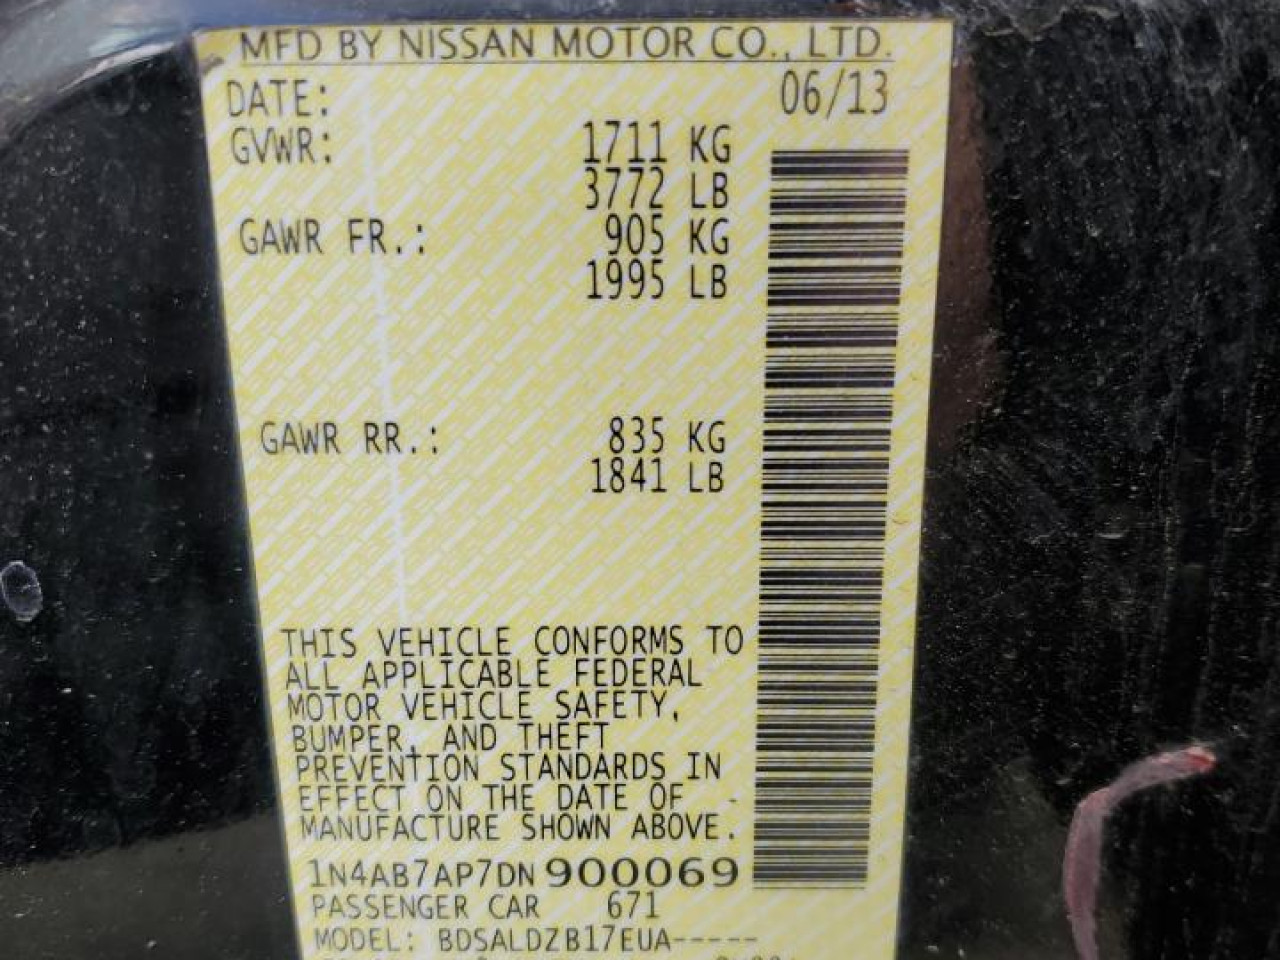 MFD BY NISSAN MOTOR CO., LTD.
DATE: 06/13
GVWR: 1711 KG
3772 LB
GAWR FR.: 905 KG
1995 LB
GAWR RR.: 835 KG
1841 LB
THIS VEHICLE CONFORMS TO
ALL APPLICABLE FEDERAL
MOTOR VEHICLE SAFETY,
BUMPER, AND THEFT
PREVENTION STANDARDS IN
EFFECT ON THE DATE OF
MANUFACTURE SHOWN ABOVE.
1N4AB7AP7DN900069
PASSENGER CAR 671
MODEL: BDSALDZB17EUA-----